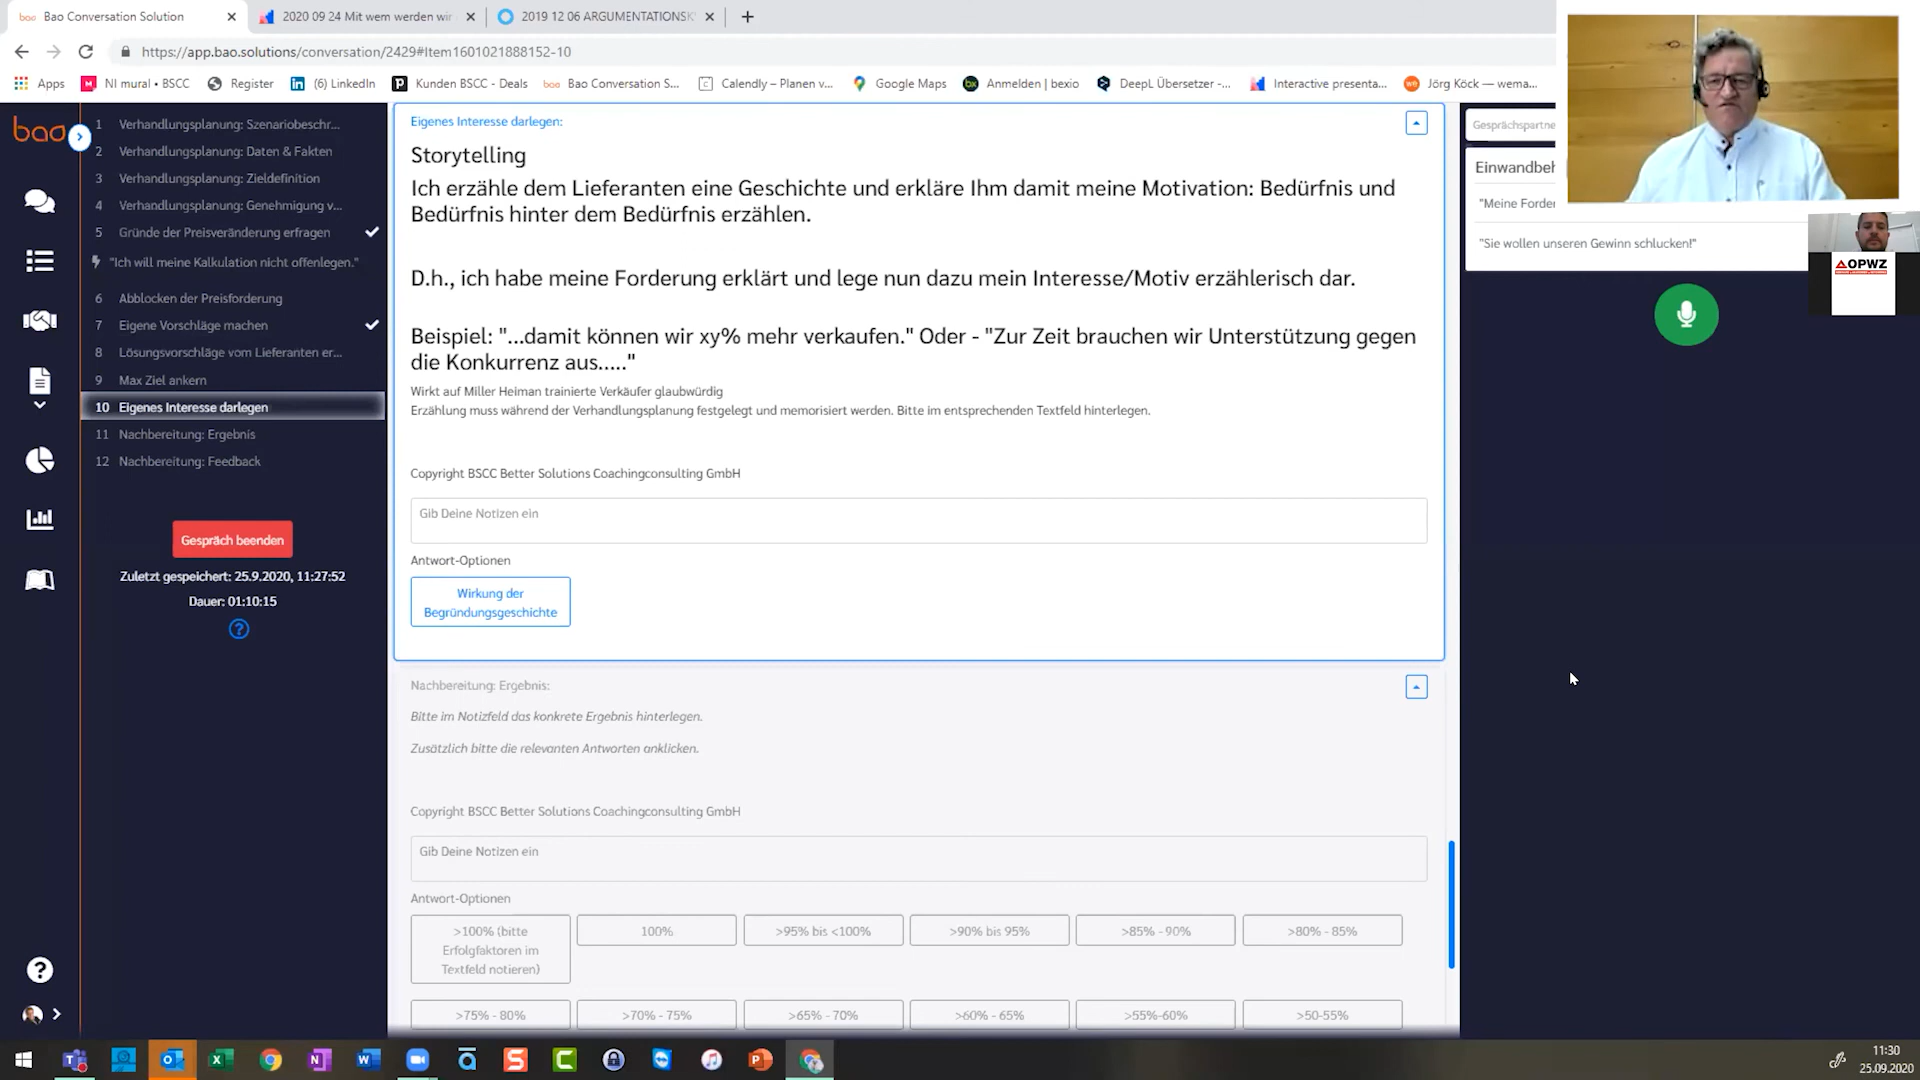 bao Bao Conversation Solution
2020 09 24 Mit wem werden wir
2019 12 06 ARGUMENTATIONSK
https://app.bao.solutions/conversation/2429#Item1601021888152-10
Apps
NI mural • BSCC
Register
(6) LinkedIn
Kunden BSCC - Deals
bao Bao Conversation S...
Calendly – Planen v...
Google Maps
bx Anmelden | bexio
DeepL Übersetzer -...
Interactive presenta...
Jörg Köck — wema...
bao
1 Verhandlungsplanung: Szenariobeschr...
2 Verhandlungsplanung: Daten & Fakten
3 Verhandlungsplanung: Zieldefinition
4 Verhandlungsplanung: Genehmigung v...
5 Gründe der Preisveränderung erfragen
"Ich will meine Kalkulation nicht offenlegen."
6 Abblocken der Preisforderung
7 Eigene Vorschläge machen
8 Lösungsvorschläge vom Lieferanten er...
9 Max Ziel ankern
10 Eigenes Interesse darlegen
11 Nachbereitung: Ergebnis
12 Nachbereitung: Feedback
Gespräch beenden
Zuletzt gespeichert: 25.9.2020, 11:27:52
Dauer: 01:10:15
Eigenes Interesse darlegen:
Storytelling
Ich erzähle dem Lieferanten eine Geschichte und erkläre Ihm damit meine Motivation: Bedürfnis und
Bedürfnis hinter dem Bedürfnis erzählen.
D.h., ich habe meine Forderung erklärt und lege nun dazu mein Interesse/Motiv erzählerisch dar.
Beispiel: "...damit können wir xy% mehr verkaufen." Oder - "Zur Zeit brauchen wir Unterstützung gegen
die Konkurrenz aus....."
Wirkt auf Miller Heiman trainierte Verkäufer glaubwürdig
Erzählung muss während der Verhandlungsplanung festgelegt und memorisiert werden. Bitte im entsprechenden Textfeld hinterlegen.
Copyright BSCC Better Solutions Coachingconsulting GmbH
Gib Deine Notizen ein
Antwort-Optionen
Wirkung der
Begründungsgeschichte
Nachbereitung: Ergebnis:
Bitte im Notizfeld das konkrete Ergebnis hinterlegen.
Zusätzlich bitte die relevanten Antworten anklicken.
Copyright BSCC Better Solutions Coachingconsulting GmbH
Gib Deine Notizen ein
Antwort-Optionen
>100% (bitte
Erfolgfaktoren im
Textfeld notieren)
100%
>95% bis <100%
>90% bis 95%
>85% - 90%
>80% - 85%
>75% - 80%
>70% - 75%
>65% - 70%
>60% - 65%
>55%-60%
>50-55%
Gesprächspartne
Einwandbeh
"Meine Forder
"Sie wollen unseren Gewinn schlucken!"
OPWZ
11:30
25.09.2020